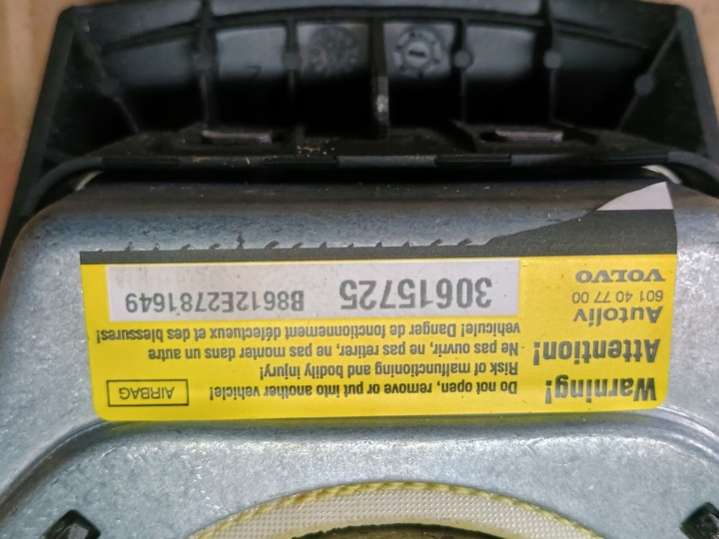 Warning! Do not open, remove or put into another vehicle!
Risk of malfunctioning and bodily injury!
AIRBAG
Attention! Ne pas ouvrir, ne pas retirer, ne pas monter dans un autre
vehicule! Danger de fonctionnement défectueux et des blessures!
Autoliv
601 40 77 00
VOLVO
30615725 B8612E2781649